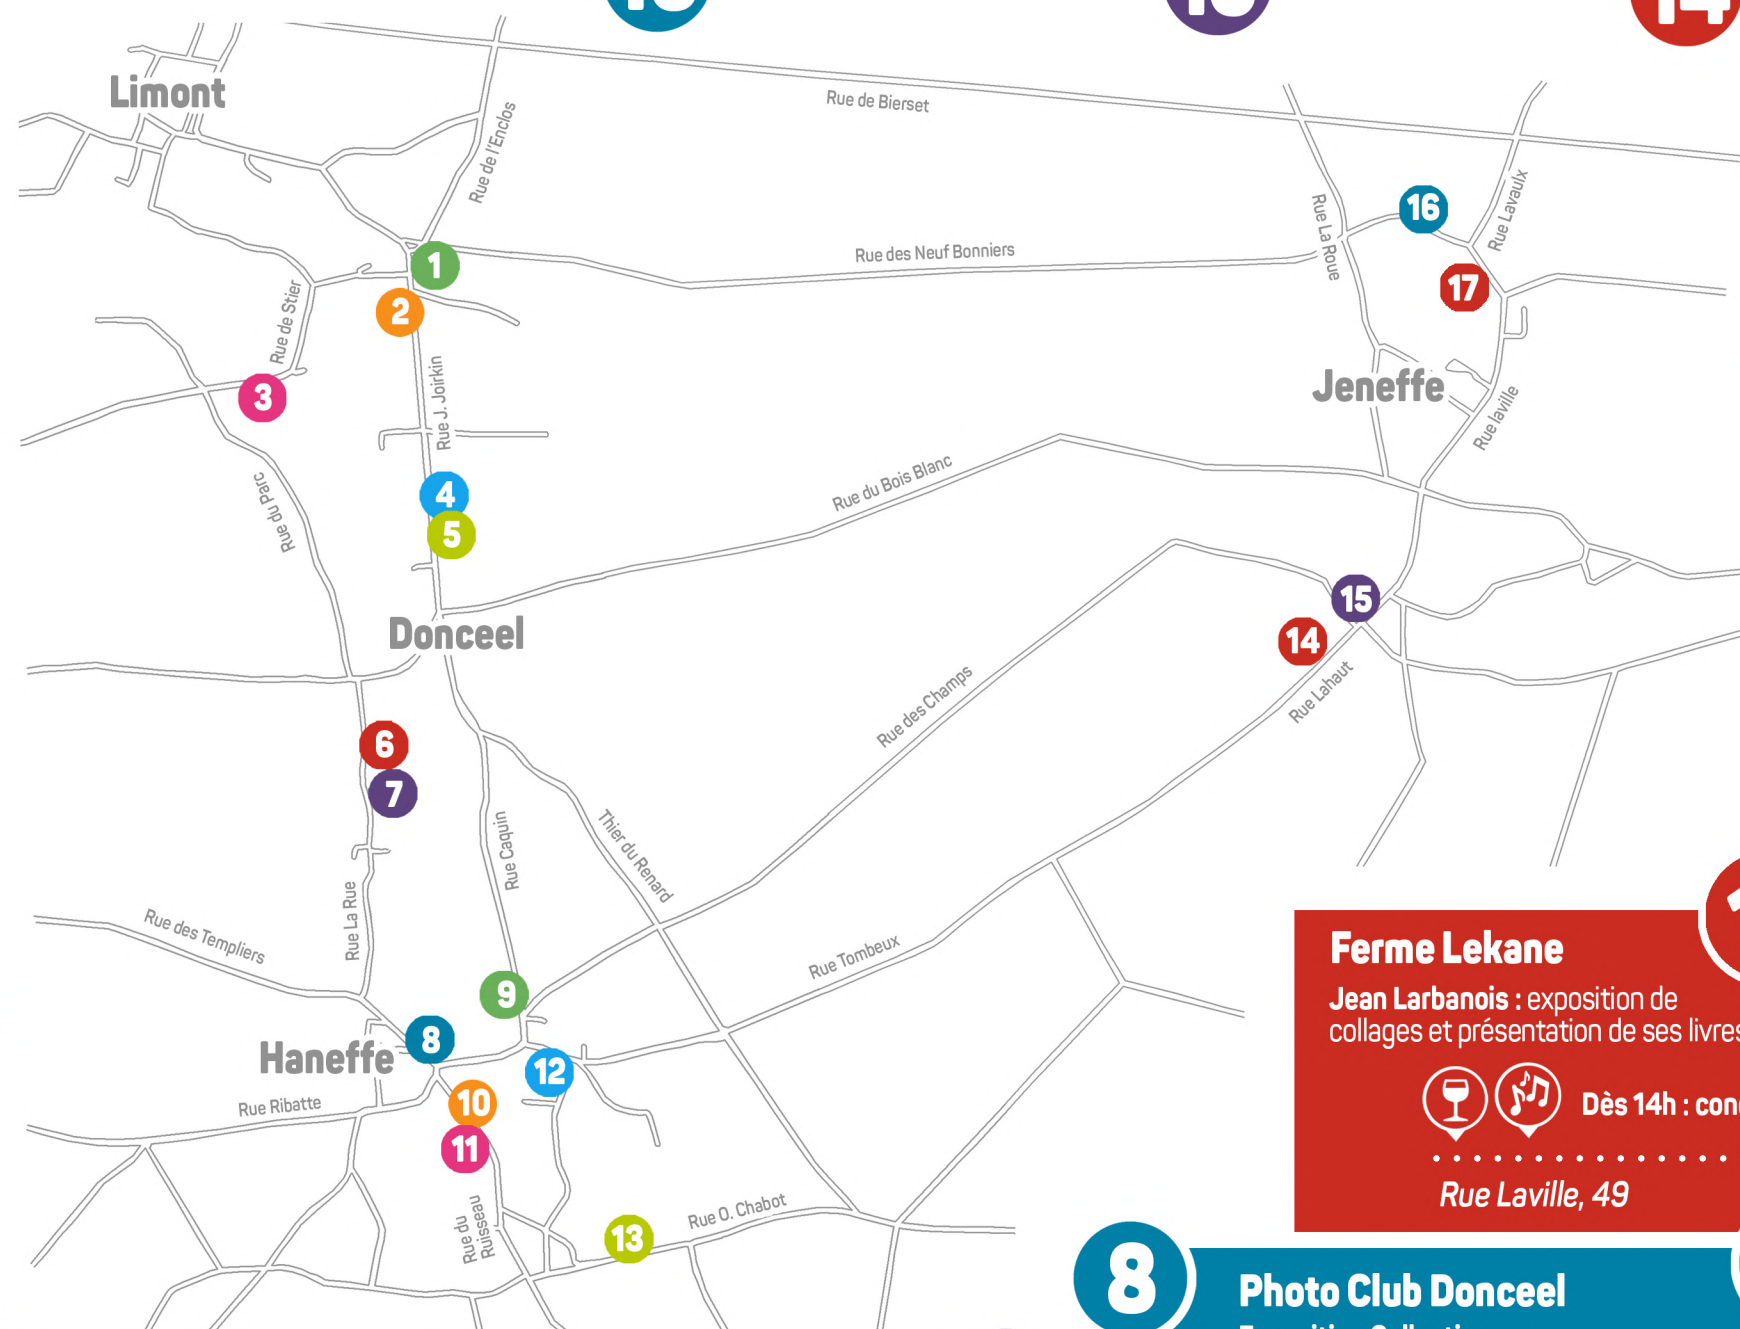 Limont
Rue de Bierset
Rue de l'Enclos
16
Rue Lavaulx
Rue La Roue
1
Rue des Neuf Bonniers
2
17
Rue de Stier
3
Rue J. Joirkin
Jeneffe
Rue laville
Rue du Parc
4
5
Rue du Bois Blanc
15
14
Donceel
Rue des Champs
Rue Lahaut
6
7
Rue Caquin
Thier du Renard
Rue La Rue
Rue des Templiers
Rue Tombeux
9
8
Haneffe
12
Rue Ribatte
10
11
Rue du
Ruisseau
13
Rue O. Chabot
Ferme Lekane
Jean Larbanois : exposition de
collages et présentation de ses livres
Dès 14h :
Rue Laville, 49
8
Photo Club Donceel